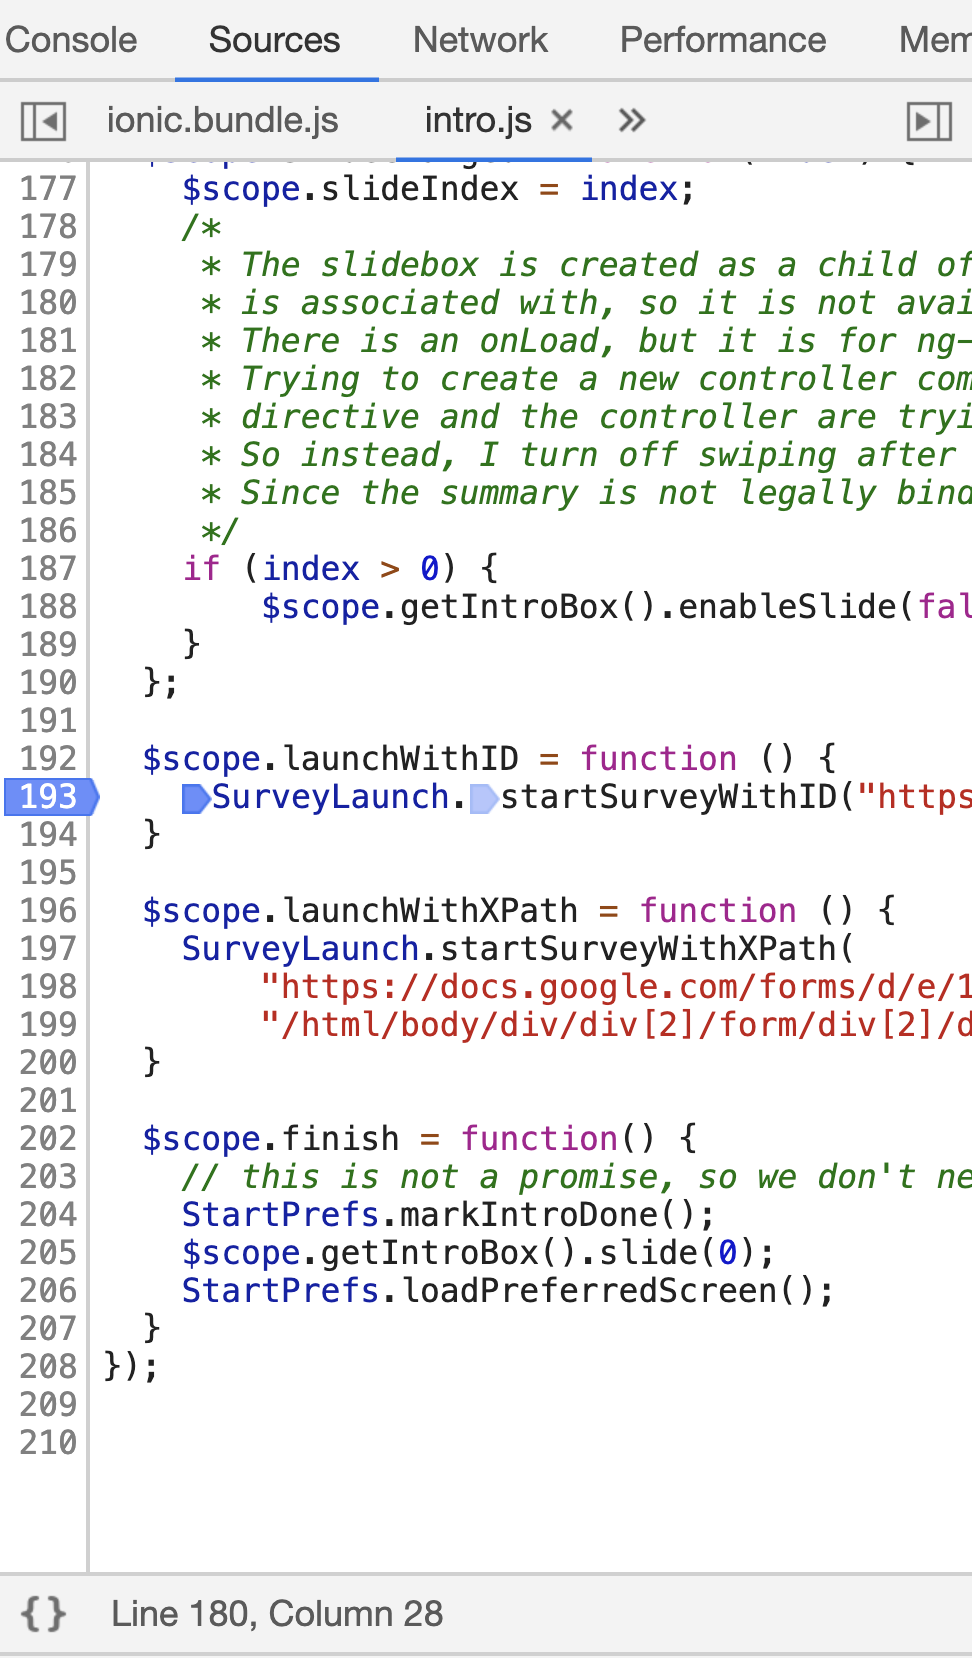 Console Sources Network Performance Mem
ionic.bundle.js intro.js × »
177 $scope.slideIndex = index;
178 /*
179 * The slidebox is created as a child of
180 * is associated with, so it is not avai
181 * There is an onLoad, but it is for ng-
182 * Trying to create a new controller com
183 * directive and the controller are tryi
184 * So instead, I turn off swiping after
185 * Since the summary is not legally bind
186 */
187 if (index > 0) {
188 $scope.getIntroBox().enableSlide(fal
189 }
190 };
191
192 $scope.launchWithID = function () {
193 SurveyLaunch.startSurveyWithID("https
194 }
195
196 $scope.launchWithXPath = function () {
197 SurveyLaunch.startSurveyWithXPath(
198 "https://docs.google.com/forms/d/e/1
199 "/html/body/div/div[2]/form/div[2]/d
200 }
201
202 $scope.finish = function() {
203 // this is not a promise, so we don't ne
204 StartPrefs.markIntroDone();
205 $scope.getIntroBox().slide(0);
206 StartPrefs.loadPreferredScreen();
207 }
208 });
209
210
{} Line 180, Column 28